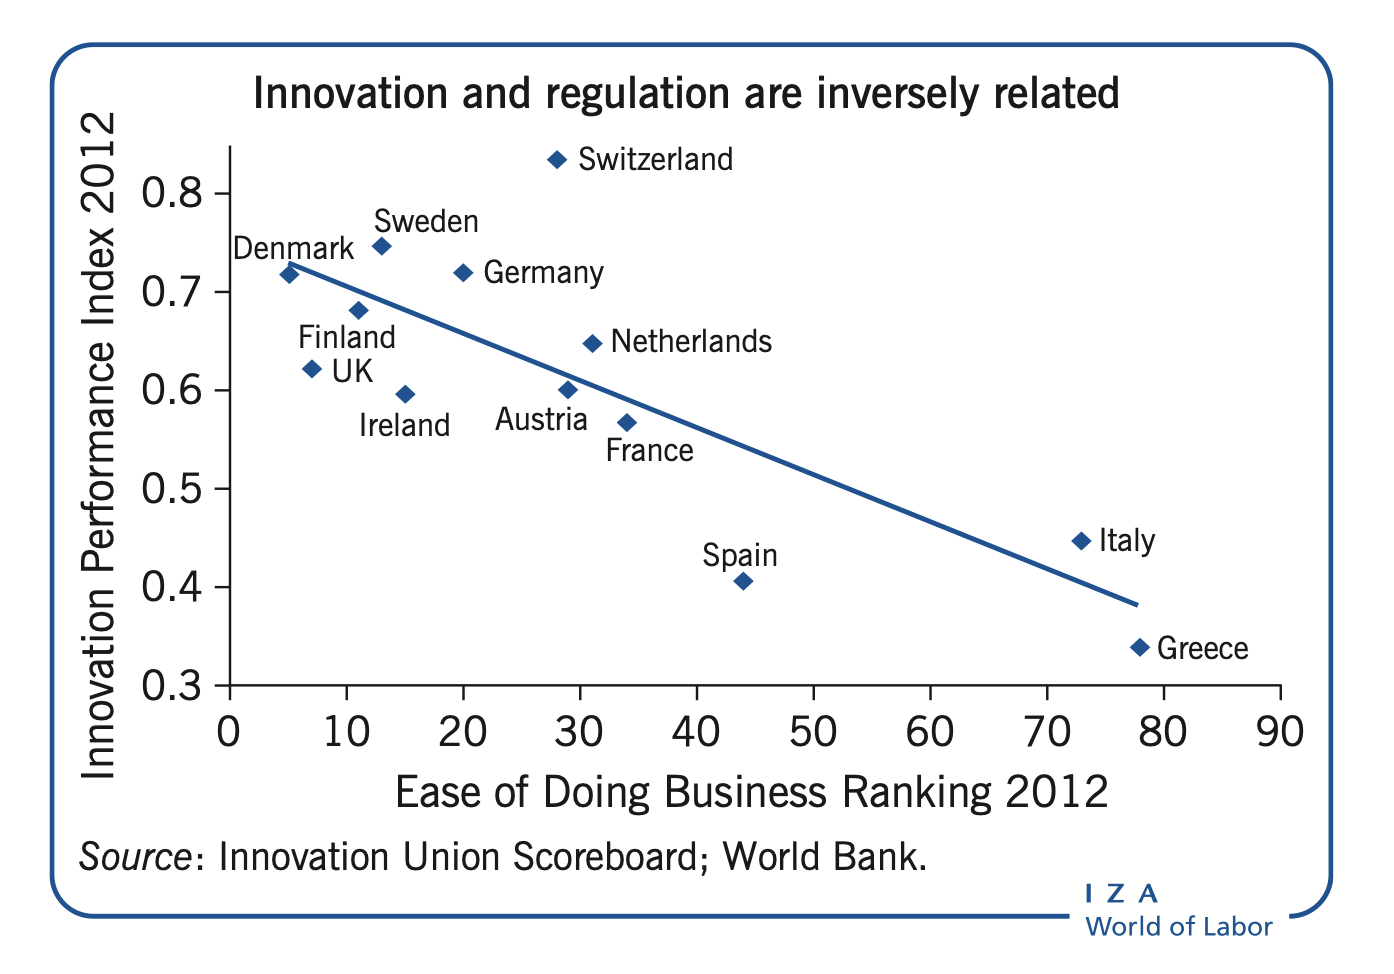 Innovation and regulation are inversely related
Innovation Performance Index 2012
0.8
0.7
0.6
0.5
0.4
0.3
Switzerland
Sweden
Denmark
Germany
Finland
Netherlands
UK
Ireland
Austria
France
Spain
Italy
Greece
0 10 20 30 40 50 60 70 80 90
Ease of Doing Business Ranking 2012
Source: Innovation Union Scoreboard; World Bank.
I Z A
World of Labor